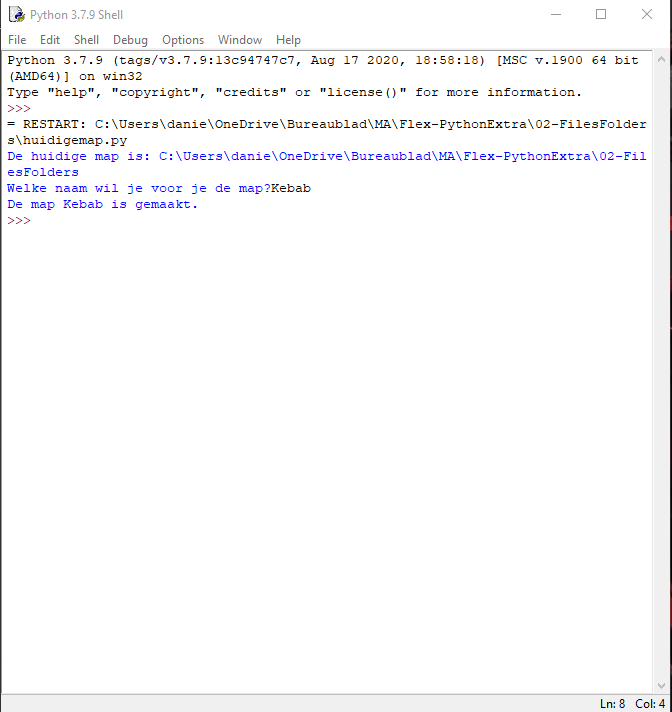 Python 3.7.9 Shell
File Edit Shell Debug Options Window Help
Python 3.7.9 (tags/v3.7.9:13c94747c7, Aug 17 2020, 18:58:18) [MSC v.1900 64 bit
(AMD64)] on win32
Type "help", "copyright", "credits" or "license()" for more information.
>>>
= RESTART: C:\Users\danie\OneDrive\Bureaublad\MA\Flex-PythonExtra\02-FilesFolder
s\huidigemap.py
De huidige map is: C:\Users\danie\OneDrive\Bureaublad\MA\Flex-PythonExtra\02-Fil
esFolders
Welke naam wil je voor je de map?Kebab
De map Kebab is gemaakt.
>>>
Ln: 8 Col: 4